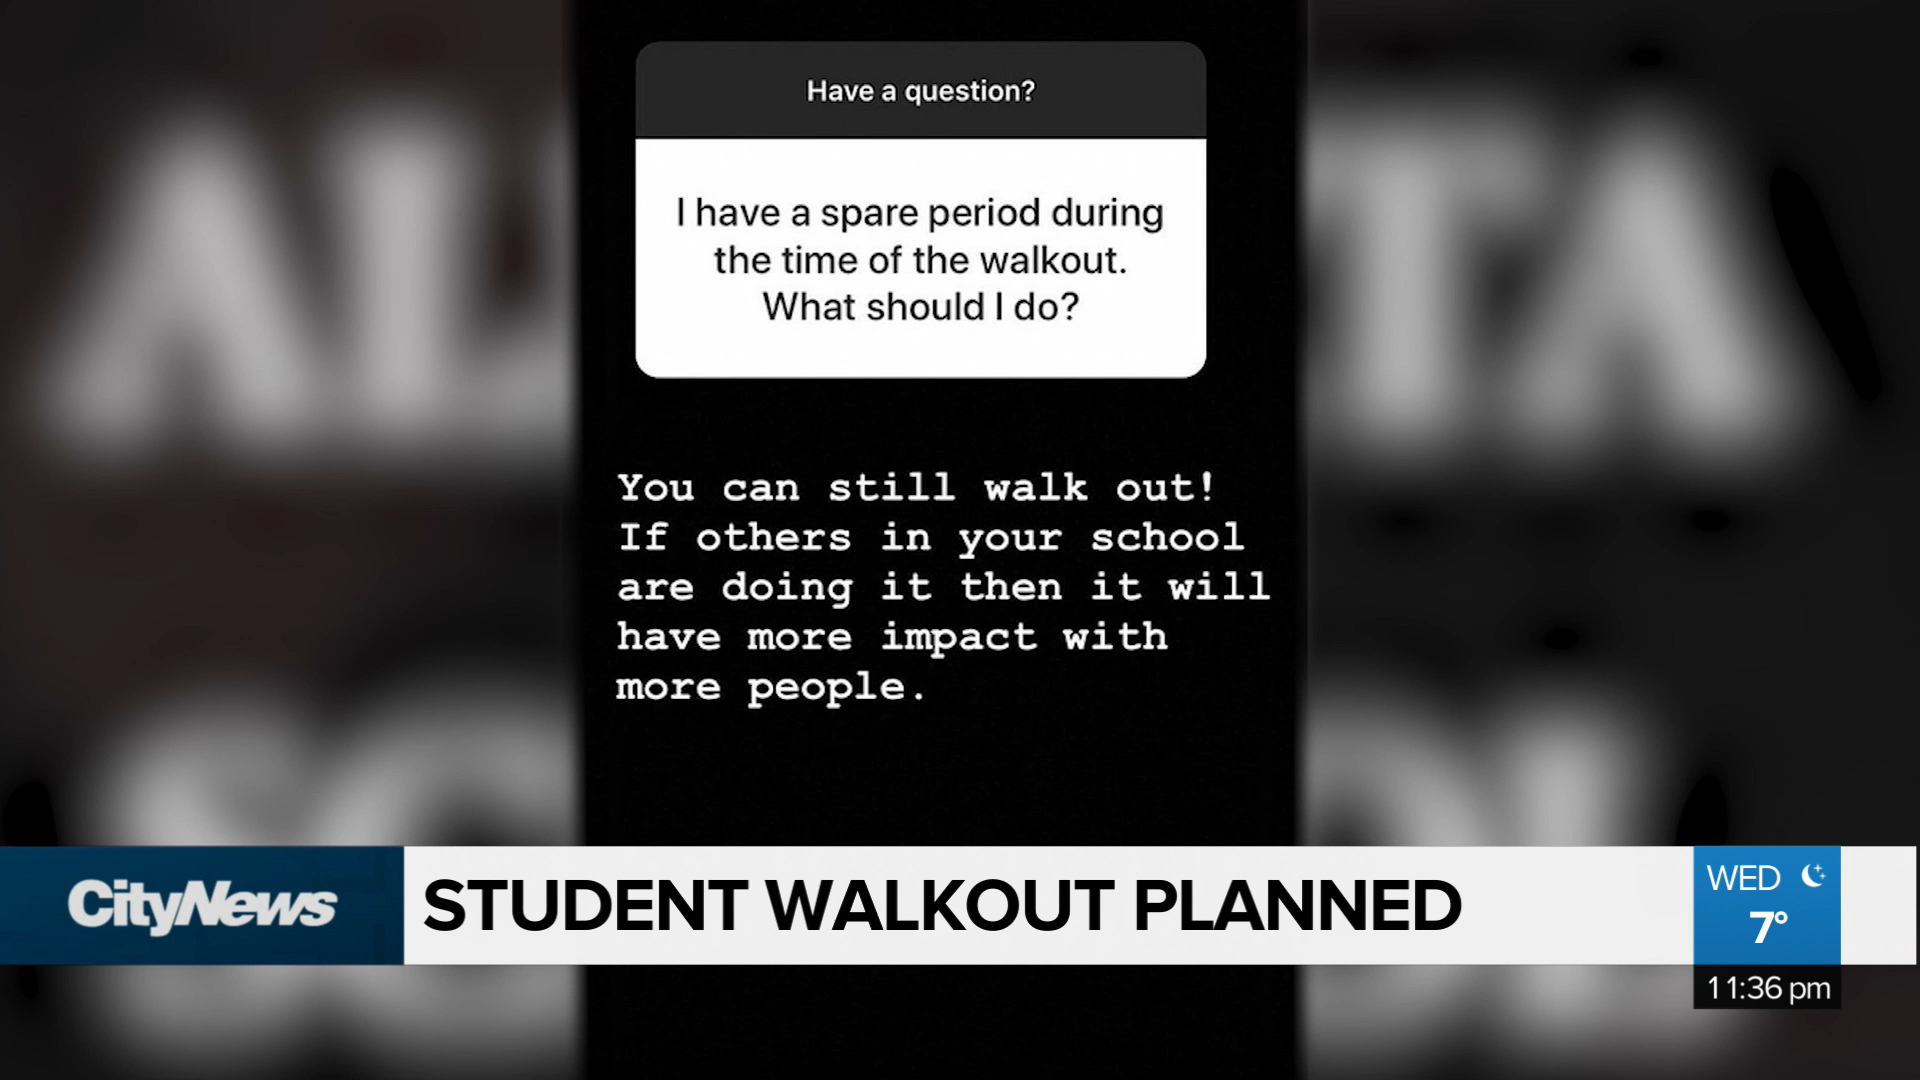 Have a question?
I have a spare period during
the time of the walkout.
What should I do?
You can still walk out!
If others in your school
are doing it then it will
have more impact with
more people.
CityNews
STUDENT WALKOUT PLANNED
WED
7°
11:36 pm